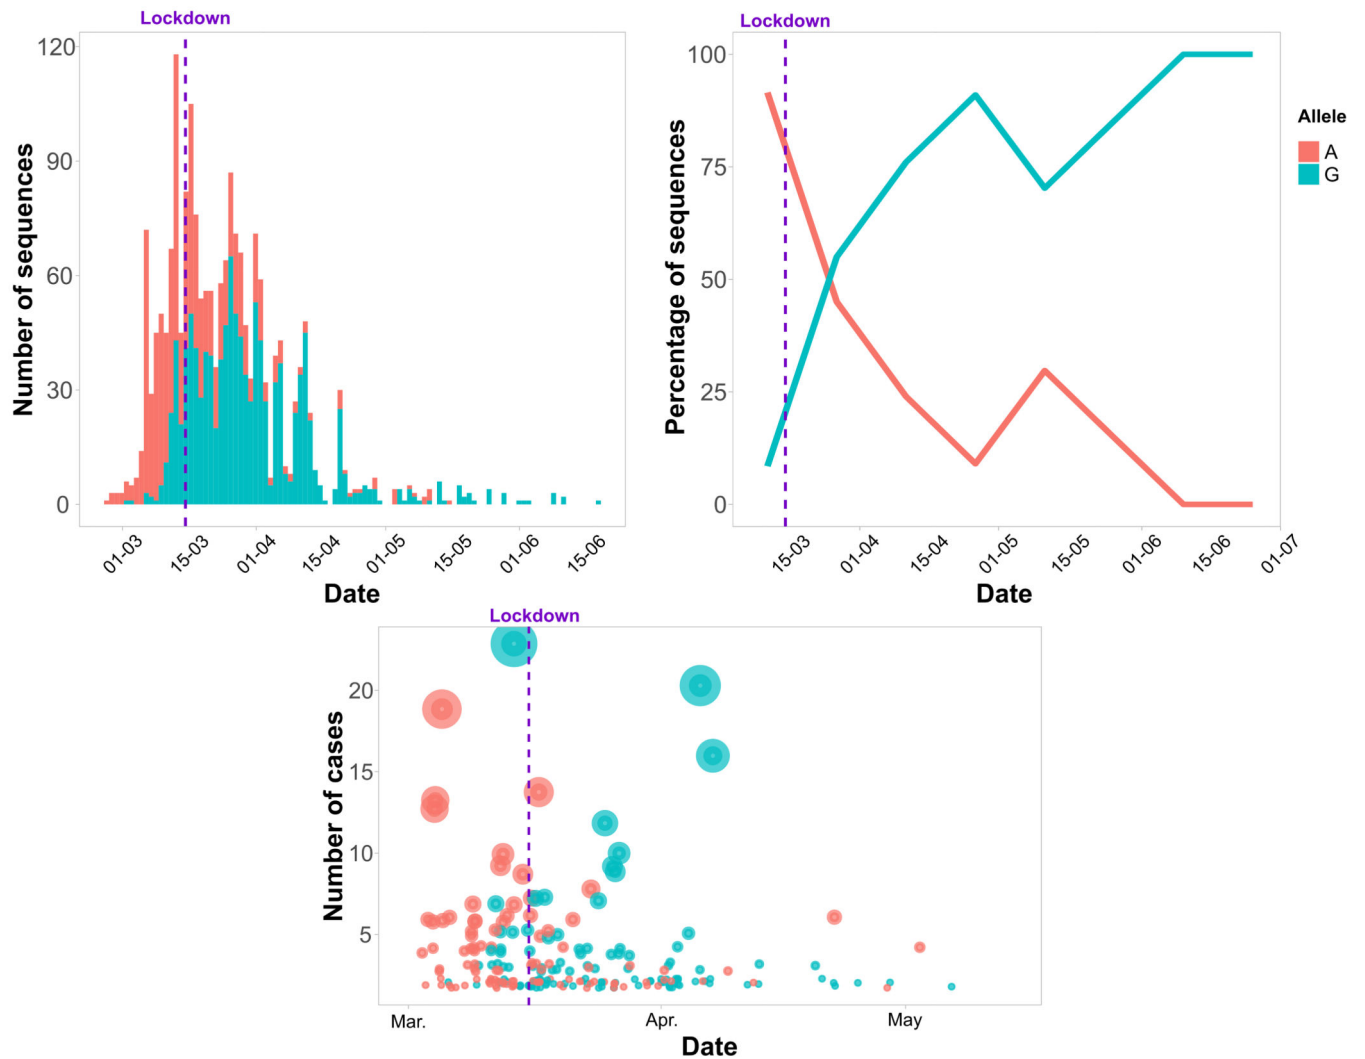 Lockdown
120
90
60
30
0
Number of sequences
01-03
15-03
01-04
15-04
01-05
15-05
01-06
15-06
Date
Lockdown
100
75
50
25
0
Percentage of sequences
15-03
01-04
15-04
01-05
15-05
01-06
15-06
01-07
Date
Allele
A
G
Lockdown
20
15
10
5
Number of cases
Mar.
Apr.
May
Date